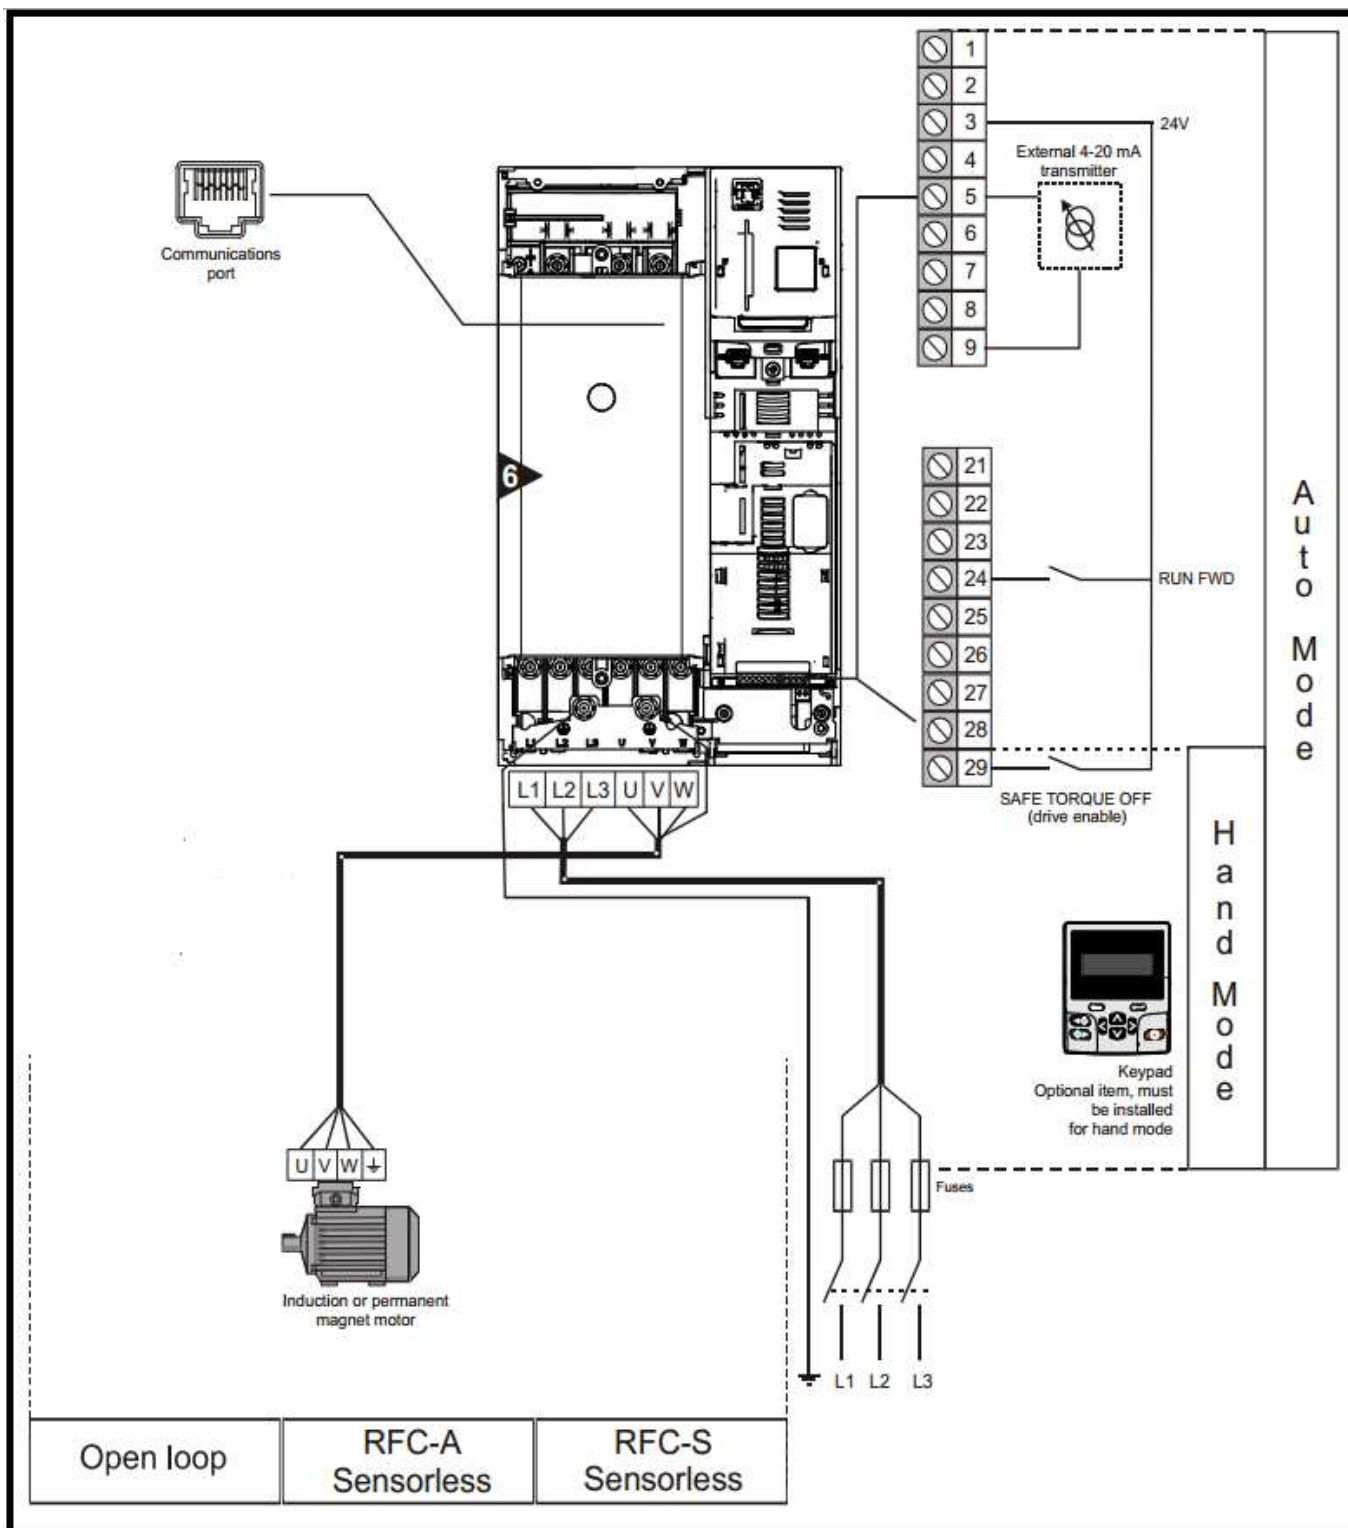 1
2
3
24V
4
External 4-20 mA
transmitter
5
6
7
8
9
Communications
port
6
21
22
23
24
RUN FWD
25
26
27
28
29
SAFE TORQUE OFF
(drive enable)
Auto Mode
Hand Mode
L1 L2 L3 U V W
L1 L2 L3 U V W
Keypad
Optional item, must
be installed
for hand mode
U V W
Fuses
Induction or permanent
magnet motor
L1 L2 L3
Open loop
RFC-A
Sensorless
RFC-S
Sensorless